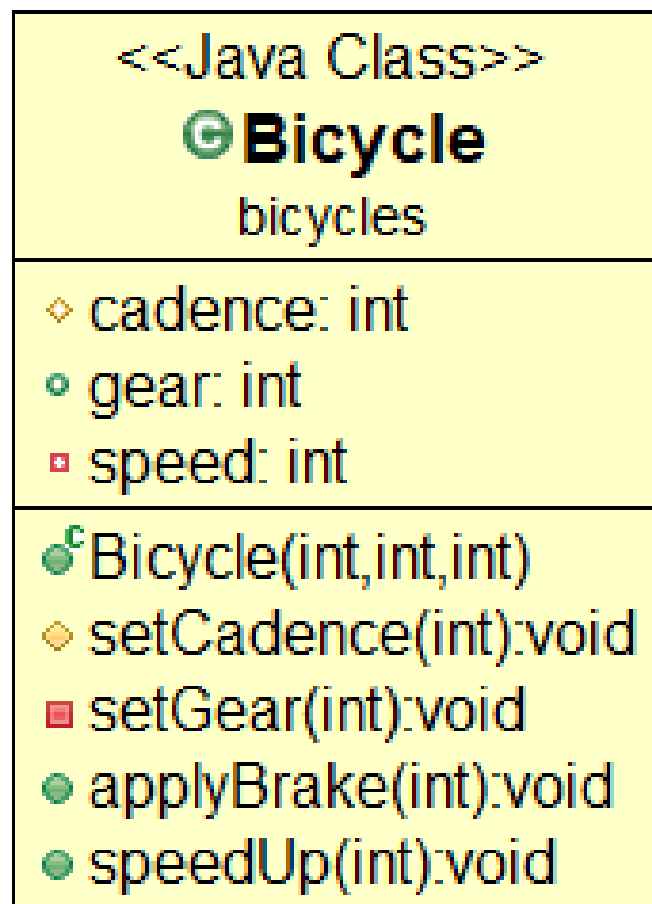 <<Java Class>>
C Bicycle
bicycles
cadence: int
gear: int
speed: int
C Bicycle(int,int,int)
setCadence(int):void
setGear(int):void
applyBrake(int):void
speedUp(int):void